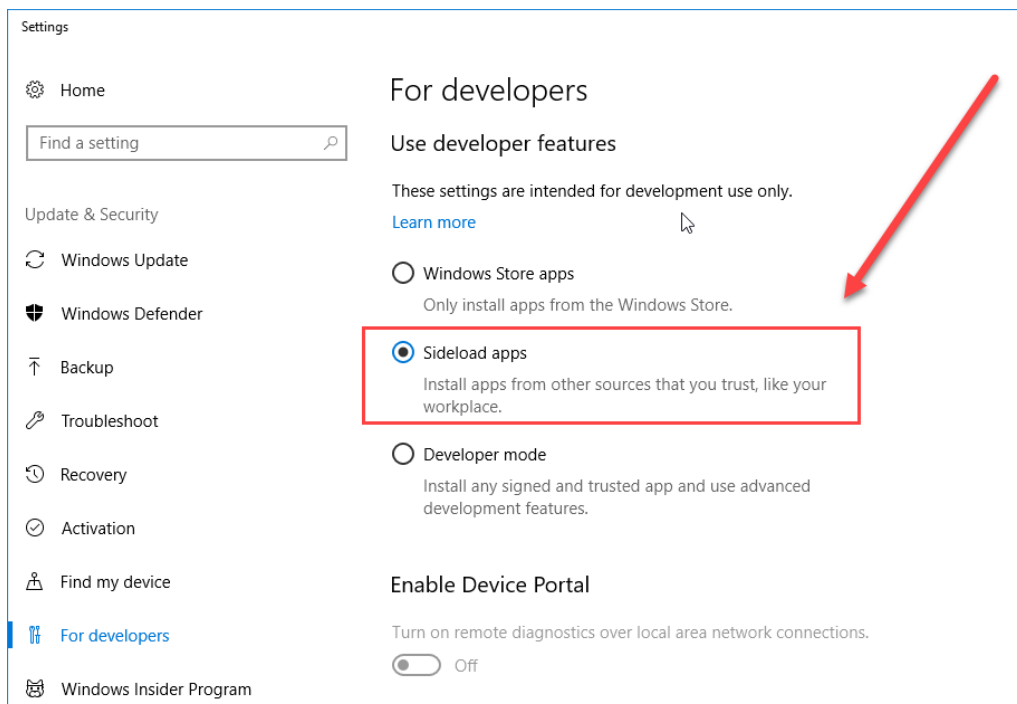 Settings
Home
Find a setting
Update & Security
Windows Update
Windows Defender
Backup
Troubleshoot
Recovery
Activation
Find my device
For developers
Windows Insider Program
For developers
Use developer features
These settings are intended for development use only.
Learn more
Windows Store apps
Only install apps from the Windows Store.
Sideload apps
Install apps from other sources that you trust, like your
workplace.
Developer mode
Install any signed and trusted app and use advanced
development features.
Enable Device Portal
Turn on remote diagnostics over local area network connections.
Off